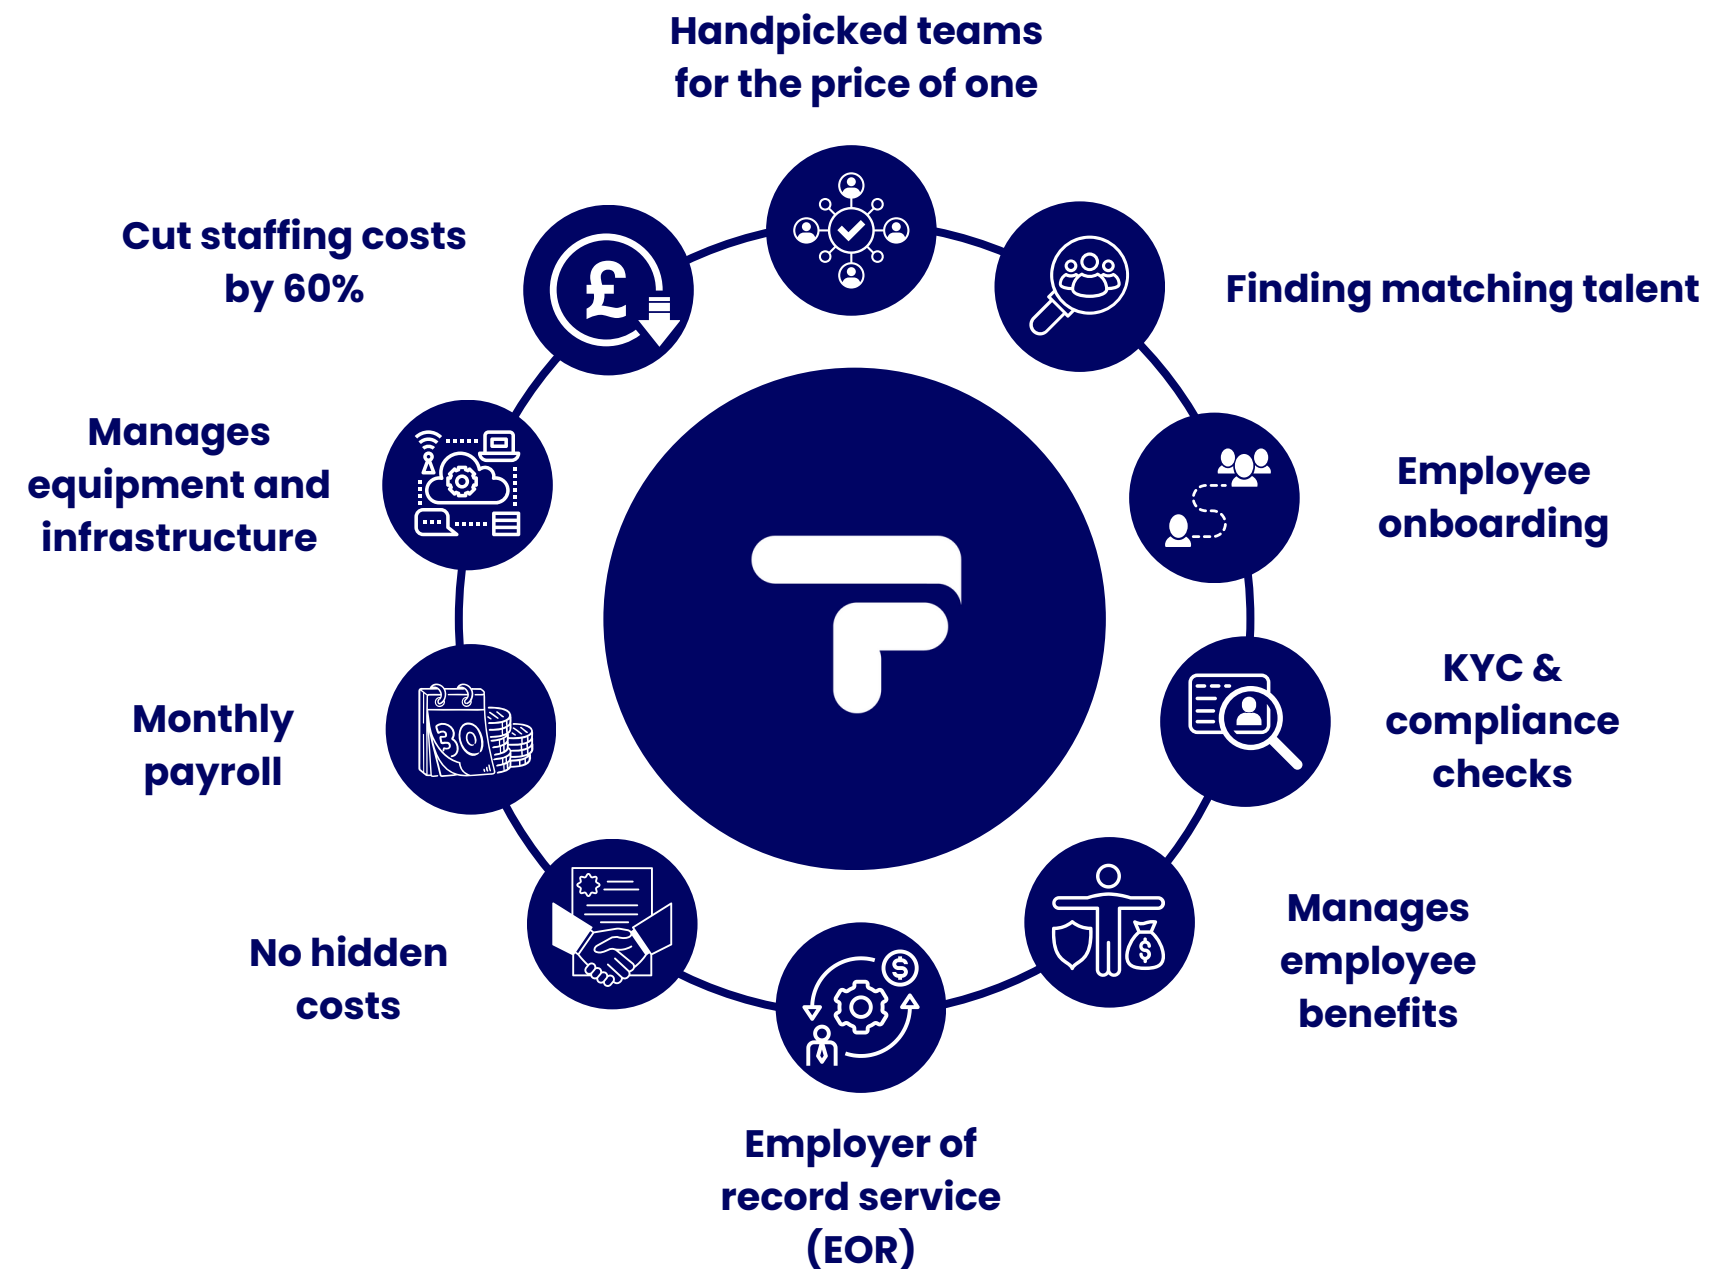 Handpicked teams
for the price of one
Cut staffing costs
by 60%
£
Finding matching talent
Manages
equipment and
infrastructure
Employee
onboarding
Monthly
payroll
30
KYC &
compliance
checks
No hidden
costs
Manages
employee
benefits
$
$
Employer of
record service
(EOR)